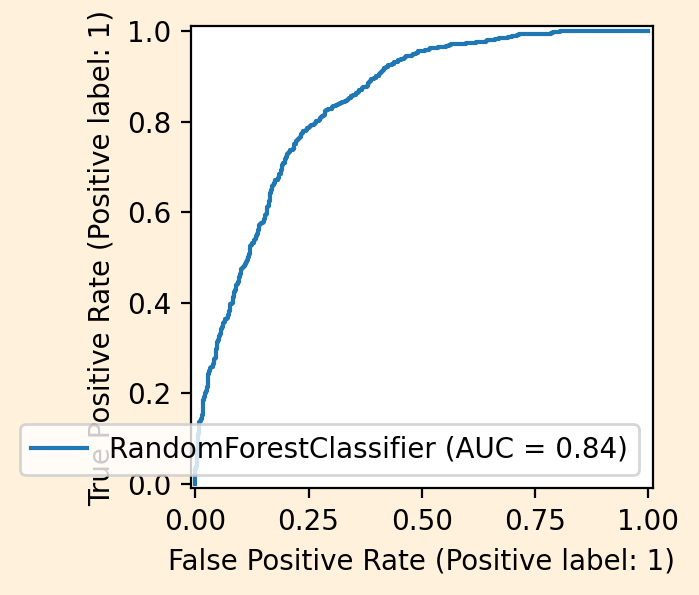 True Positive Rate (Positive label: 1)
1.0
0.8
0.6
0.4
0.2
0.0
RandomForestClassifier (AUC = 0.84)
0.00 0.25 0.50 0.75 1.00
False Positive Rate (Positive label: 1)